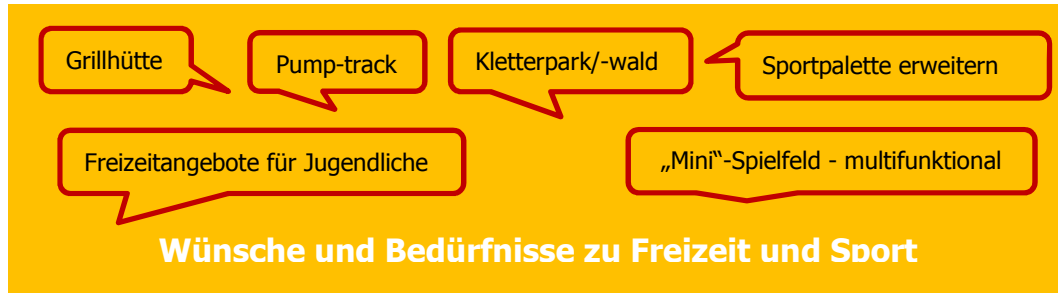 Grillhütte
Pump-track
Kletterpark/-wald
Sportpalette erweitern
Freizeitangebote für Jugendliche
„Mini“-Spielfeld - multifunktional
Wünsche und Bedürfnisse zu Freizeit und Sport